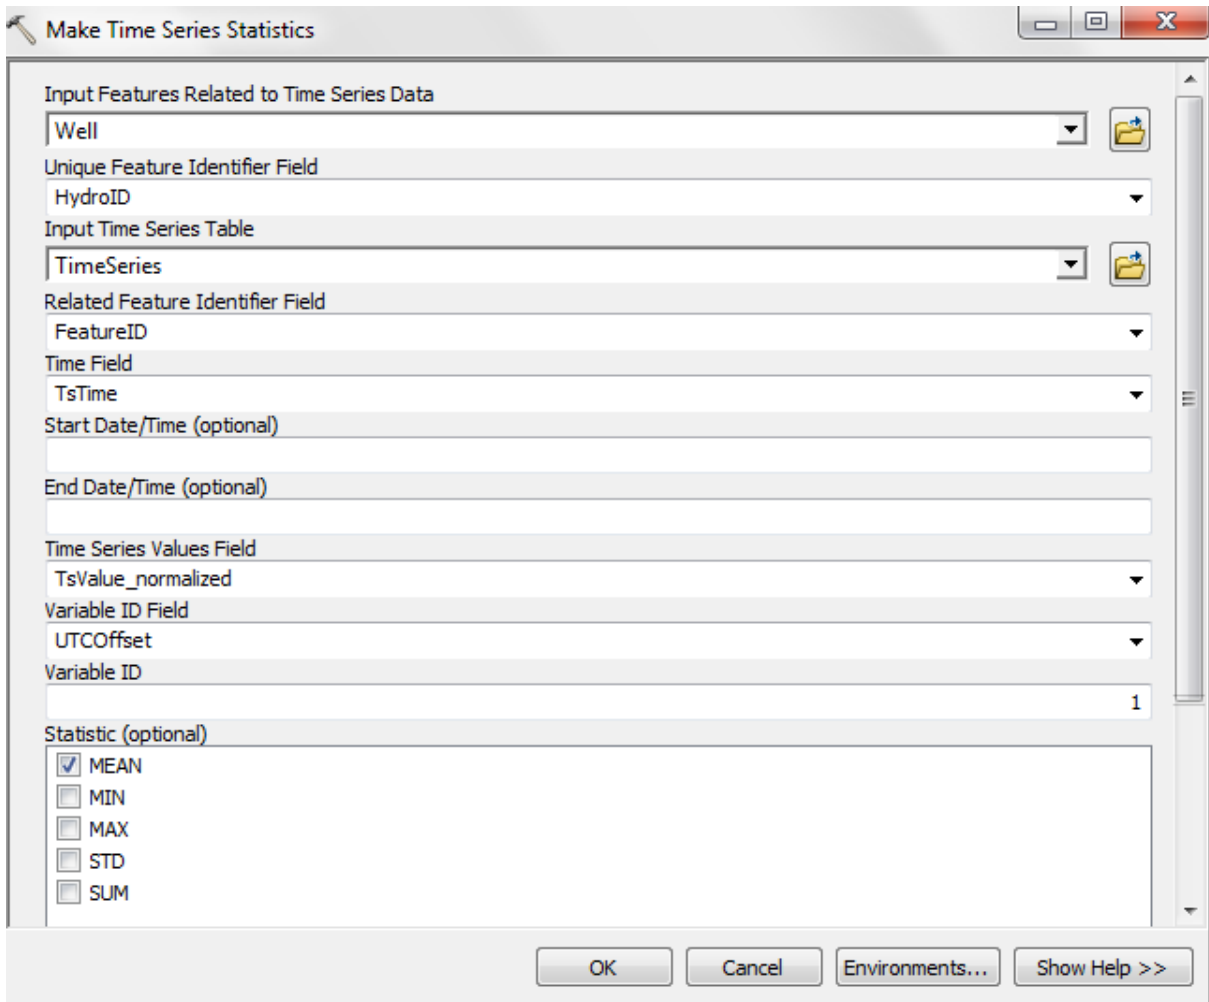 Make Time Series Statistics
Input Features Related to Time Series Data
Well
Unique Feature Identifier Field
HydroID
Input Time Series Table
TimeSeries
Related Feature Identifier Field
FeatureID
Time Field
TsTime
Start Date/Time (optional)
End Date/Time (optional)
Time Series Values Field
TsValue_normalized
Variable ID Field
UTCOffset
Variable ID
1
Statistic (optional)
MEAN
MIN
MAX
STD
SUM
OK Cancel Environments... Show Help >>